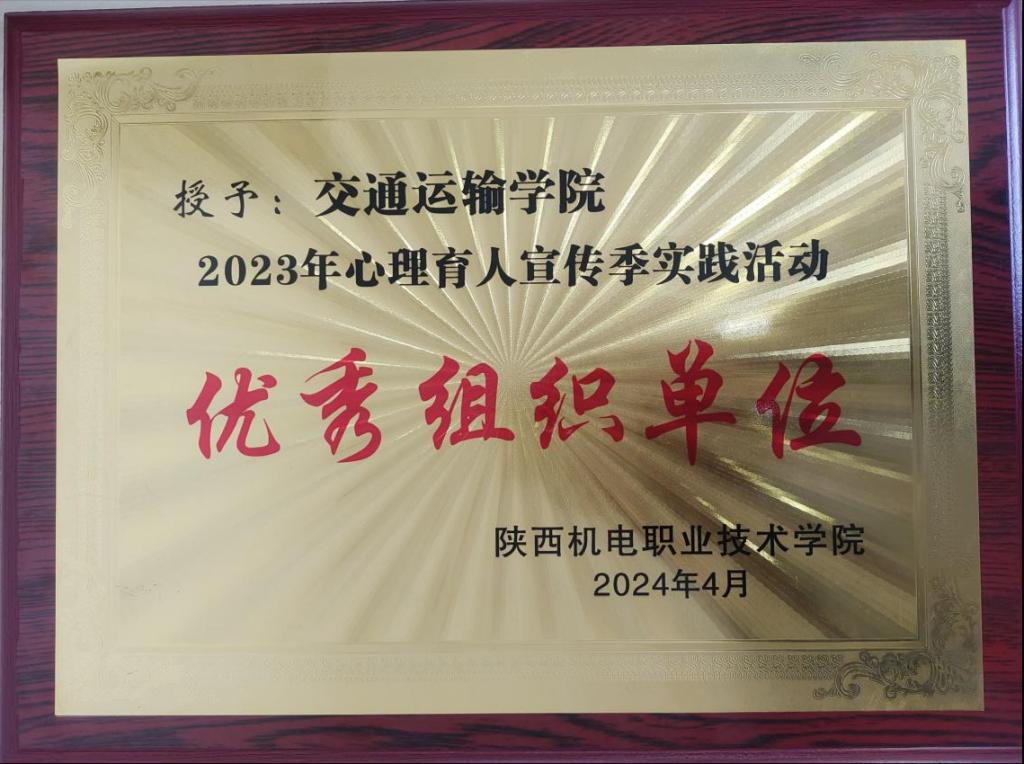 授予：交通运输学院
2023年心理育人宣传季实践活动
优秀组织单位
陕西机电职业技术学院
2024年4月